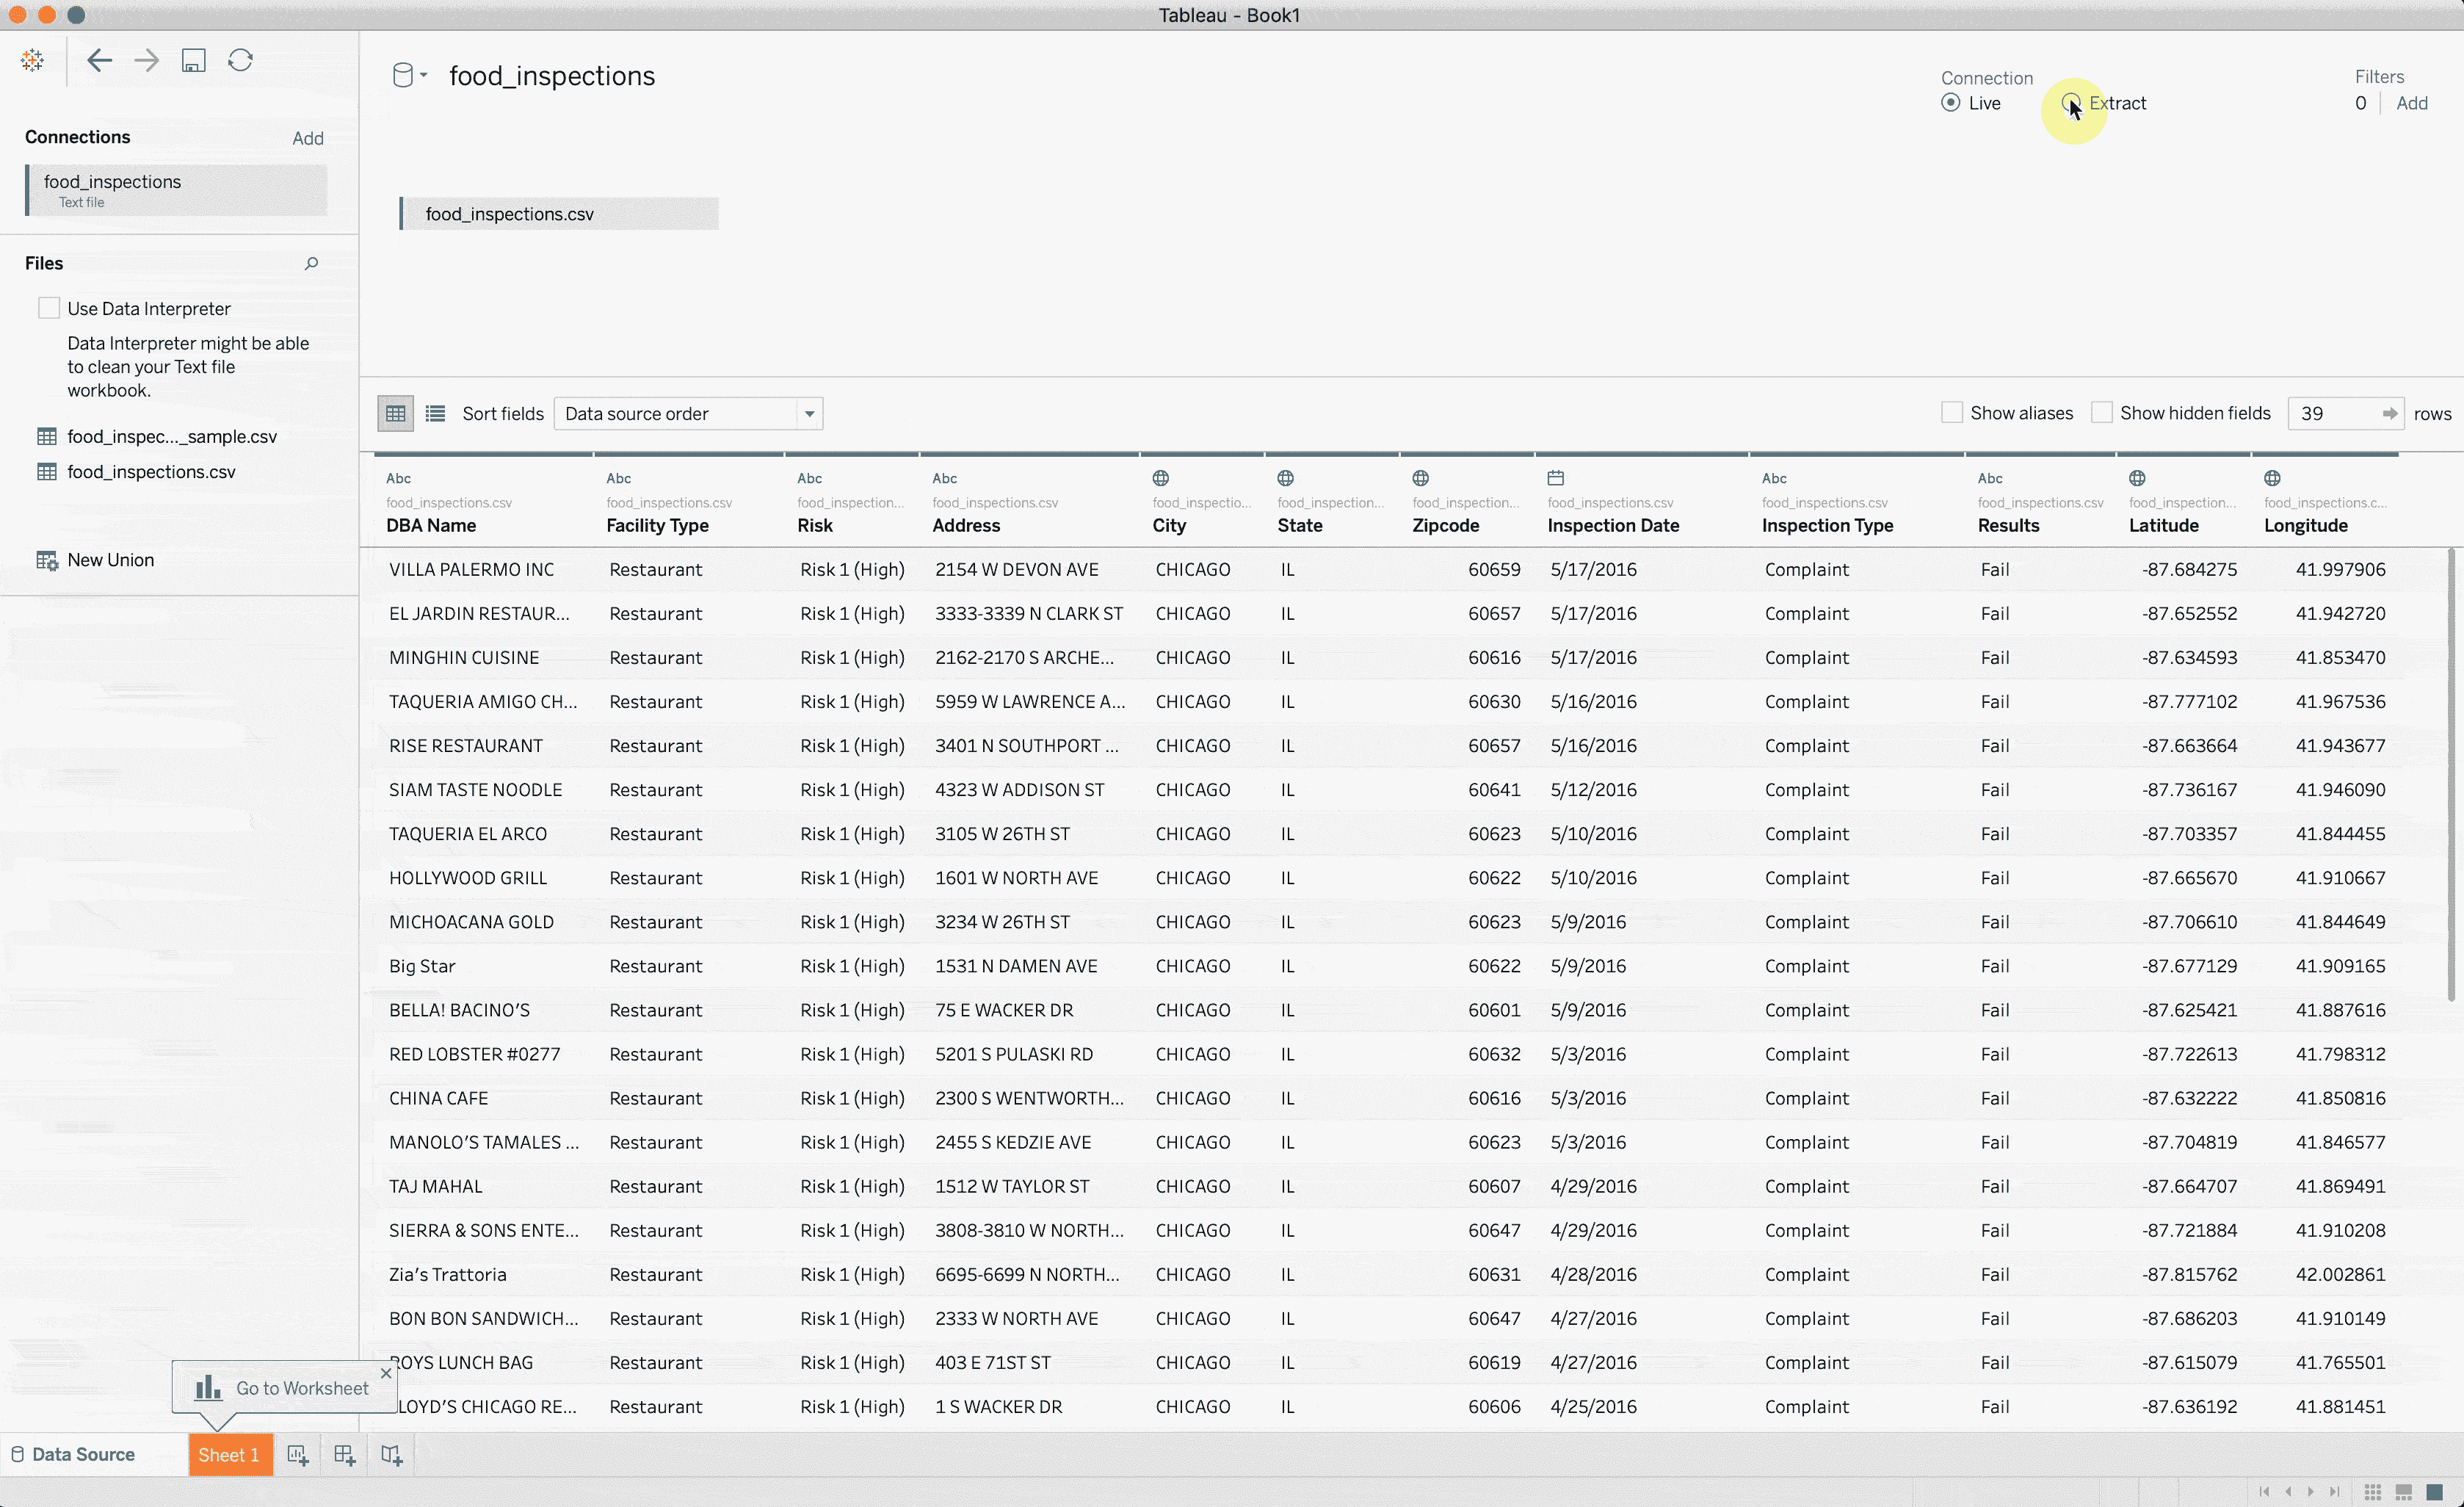 Tableau - Book1
food_inspections
Connection
Live
Extract
Filters
0
Add
Connections
Add
food_inspections
Text file
food_inspections.csv
Files
Use Data Interpreter
Data Interpreter might be able
to clean your Text file
workbook.
food_inspec..._sample.csv
food_inspections.csv
New Union
Sort fields
Data source order
Show aliases
Show hidden fields
39
rows
Abc Abc Abc Abc Abc Abc
food_inspections.csv food_inspections.csv food_inspection... food_inspections.csv food_inspectio... food_inspection... food_inspection... food_inspections.csv food_inspections.csv food_inspections.csv food_inspection... food_inspections.c...
DBA Name Facility Type Risk Address City State Zipcode Inspection Date Inspection Type Results Latitude Longitude
VILLA PALERMO INC Restaurant Risk 1 (High) 2154 W DEVON AVE CHICAGO IL 60659 5/17/2016 Complaint Fail -87.684275 41.997906
EL JARDIN RESTAUR... Restaurant Risk 1 (High) 3333-3339 N CLARK ST CHICAGO IL 60657 5/17/2016 Complaint Fail -87.652552 41.942720
MINGHIN CUISINE Restaurant Risk 1 (High) 2162-2170 S ARCHE... CHICAGO IL 60616 5/17/2016 Complaint Fail -87.634593 41.853470
TAQUERIA AMIGO CH... Restaurant Risk 1 (High) 5959 W LAWRENCE A... CHICAGO IL 60630 5/16/2016 Complaint Fail -87.777102 41.967536
RISE RESTAURANT Restaurant Risk 1 (High) 3401 N SOUTHPORT ... CHICAGO IL 60657 5/16/2016 Complaint Fail -87.663664 41.943677
SIAM TASTE NOODLE Restaurant Risk 1 (High) 4323 W ADDISON ST CHICAGO IL 60641 5/12/2016 Complaint Fail -87.736167 41.946090
TAQUERIA EL ARCO Restaurant Risk 1 (High) 3105 W 26TH ST CHICAGO IL 60623 5/10/2016 Complaint Fail -87.703357 41.844455
HOLLYWOOD GRILL Restaurant Risk 1 (High) 1601 W NORTH AVE CHICAGO IL 60622 5/10/2016 Complaint Fail -87.665670 41.910667
MICHOACANA GOLD Restaurant Risk 1 (High) 3234 W 26TH ST CHICAGO IL 60623 5/9/2016 Complaint Fail -87.706610 41.844649
Big Star Restaurant Risk 1 (High) 1531 N DAMEN AVE CHICAGO IL 60622 5/9/2016 Complaint Fail -87.677129 41.909165
BELLA! BACINO'S Restaurant Risk 1 (High) 75 E WACKER DR CHICAGO IL 60601 5/9/2016 Complaint Fail -87.625421 41.887616
RED LOBSTER #0277 Restaurant Risk 1 (High) 5201 S PULASKI RD CHICAGO IL 60632 5/3/2016 Complaint Fail -87.722613 41.798312
CHINA CAFE Restaurant Risk 1 (High) 2300 S WENTWORTH... CHICAGO IL 60616 5/3/2016 Complaint Fail -87.632222 41.850816
MANOLO'S TAMALES ... Restaurant Risk 1 (High) 2455 S KEDZIE AVE CHICAGO IL 60623 5/3/2016 Complaint Fail -87.704819 41.846577
TAJ MAHAL Restaurant Risk 1 (High) 1512 W TAYLOR ST CHICAGO IL 60607 4/29/2016 Complaint Fail -87.664707 41.869491
SIERRA & SONS ENTE... Restaurant Risk 1 (High) 3808-3810 W NORTH... CHICAGO IL 60647 4/29/2016 Complaint Fail -87.721884 41.910208
Zia's Trattoria Restaurant Risk 1 (High) 6695-6699 N NORTH... CHICAGO IL 60631 4/28/2016 Complaint Fail -87.815762 42.002861
BON BON SANDWICH... Restaurant Risk 1 (High) 2333 W NORTH AVE CHICAGO IL 60647 4/27/2016 Complaint Fail -87.686203 41.910149
ROYS LUNCH BAG Restaurant Risk 1 (High) 403 E 71ST ST CHICAGO IL 60619 4/27/2016 Complaint Fail -87.615079 41.765501
LOYD'S CHICAGO RE... Restaurant Risk 1 (High) 1 S WACKER DR CHICAGO IL 60606 4/25/2016 Complaint Fail -87.636192 41.881451
Go to Worksheet
Data Source
Sheet 1